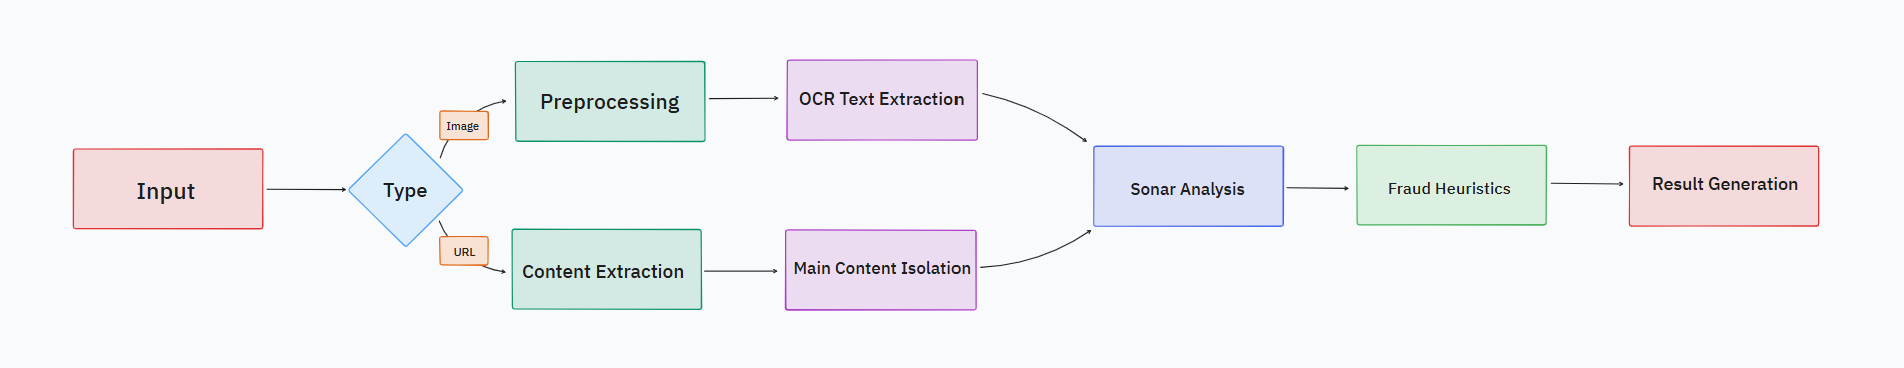 Input
Type
Image
Preprocessing
OCR Text Extraction
URL
Content Extraction
Main Content Isolation
Sonar Analysis
Fraud Heuristics
Result Generation